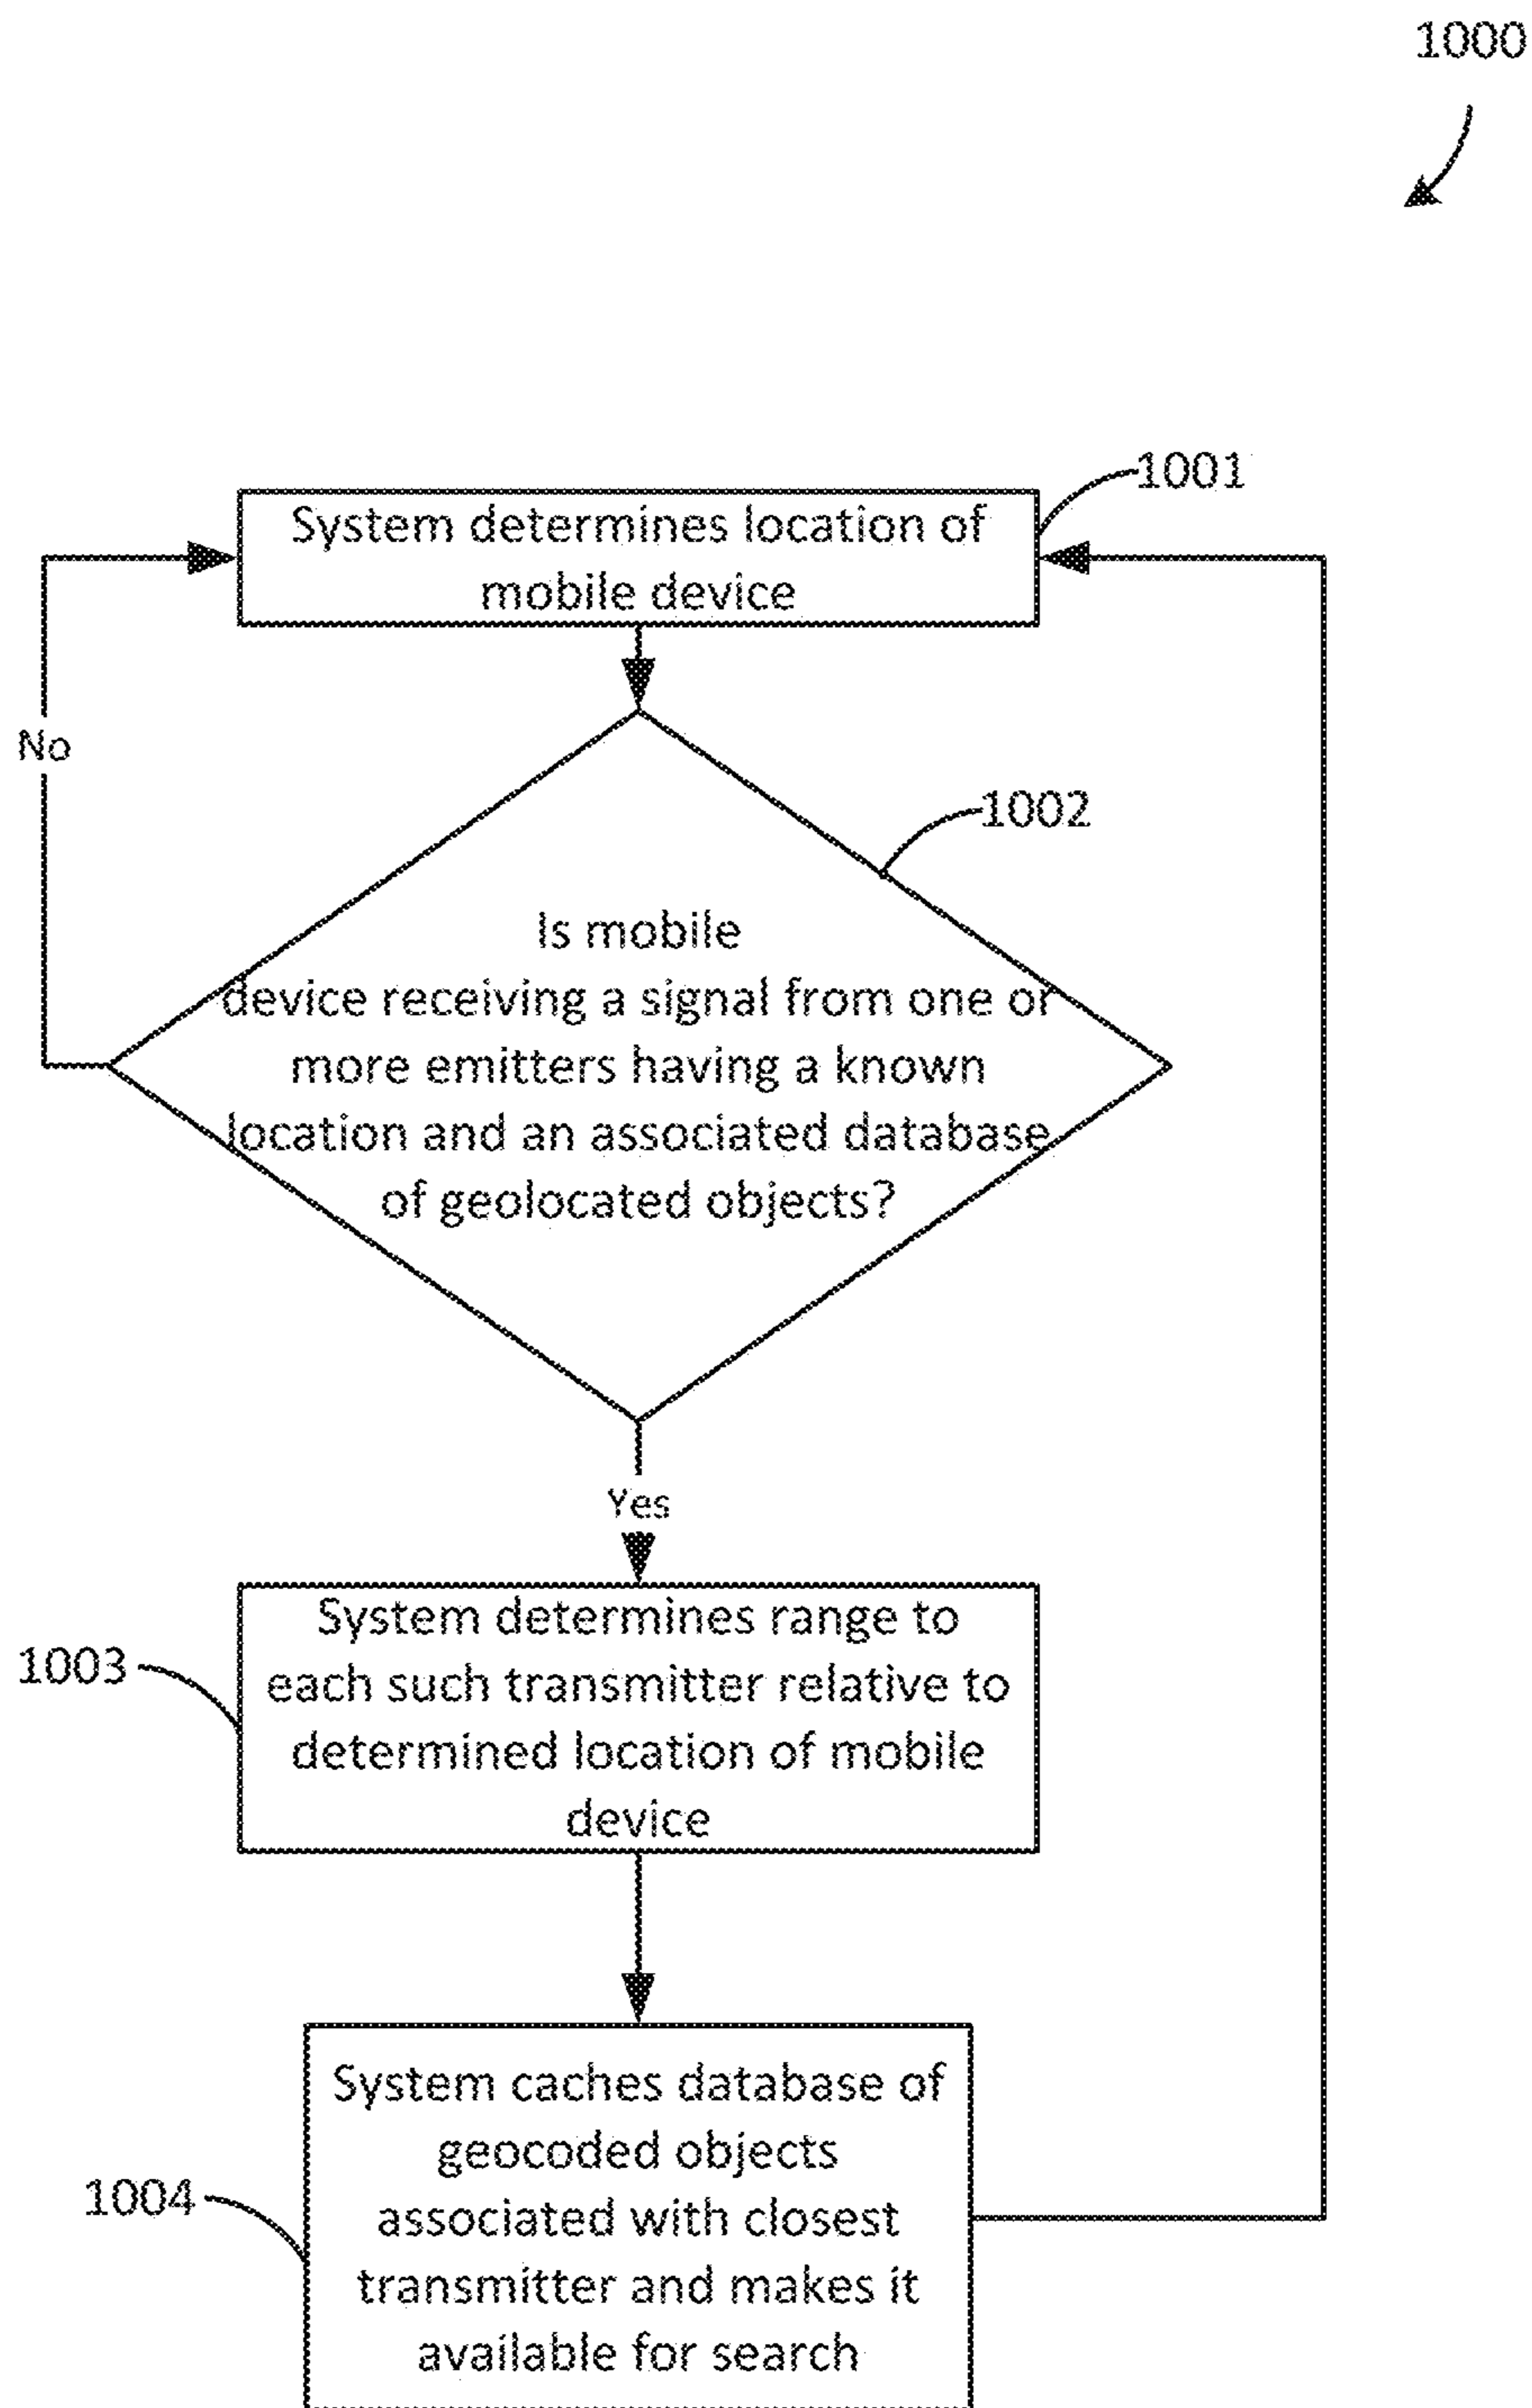 1000
1001
System determines location of
mobile device
No
1002
Is mobile
device receiving a signal from one or
more emitters having a known
location and an associated database
of geolocated objects?
Yes
System determines range to
each such transmitter relative to
determined location of mobile
device
1003
System caches database of
geocoded objects
associated with closest
transmitter and makes it
available for search
1004